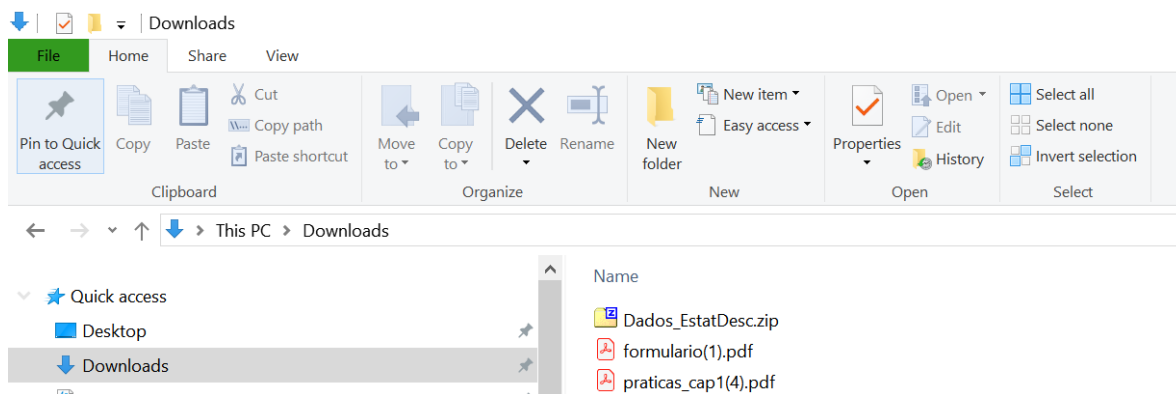 Downloads
File Home Share View
Pin to Quick access
Copy
Paste
Cut
Copy path
Paste shortcut
Clipboard
Move to
Copy to
Delete
Rename
Organize
New folder
New item
Easy access
New
Properties
Open
Edit
History
Open
Select all
Select none
Invert selection
Select
This PC > Downloads
Quick access
Desktop
Downloads
Name
Dados_EstatDesc.zip
formulario(1).pdf
praticas_cap1(4).pdf